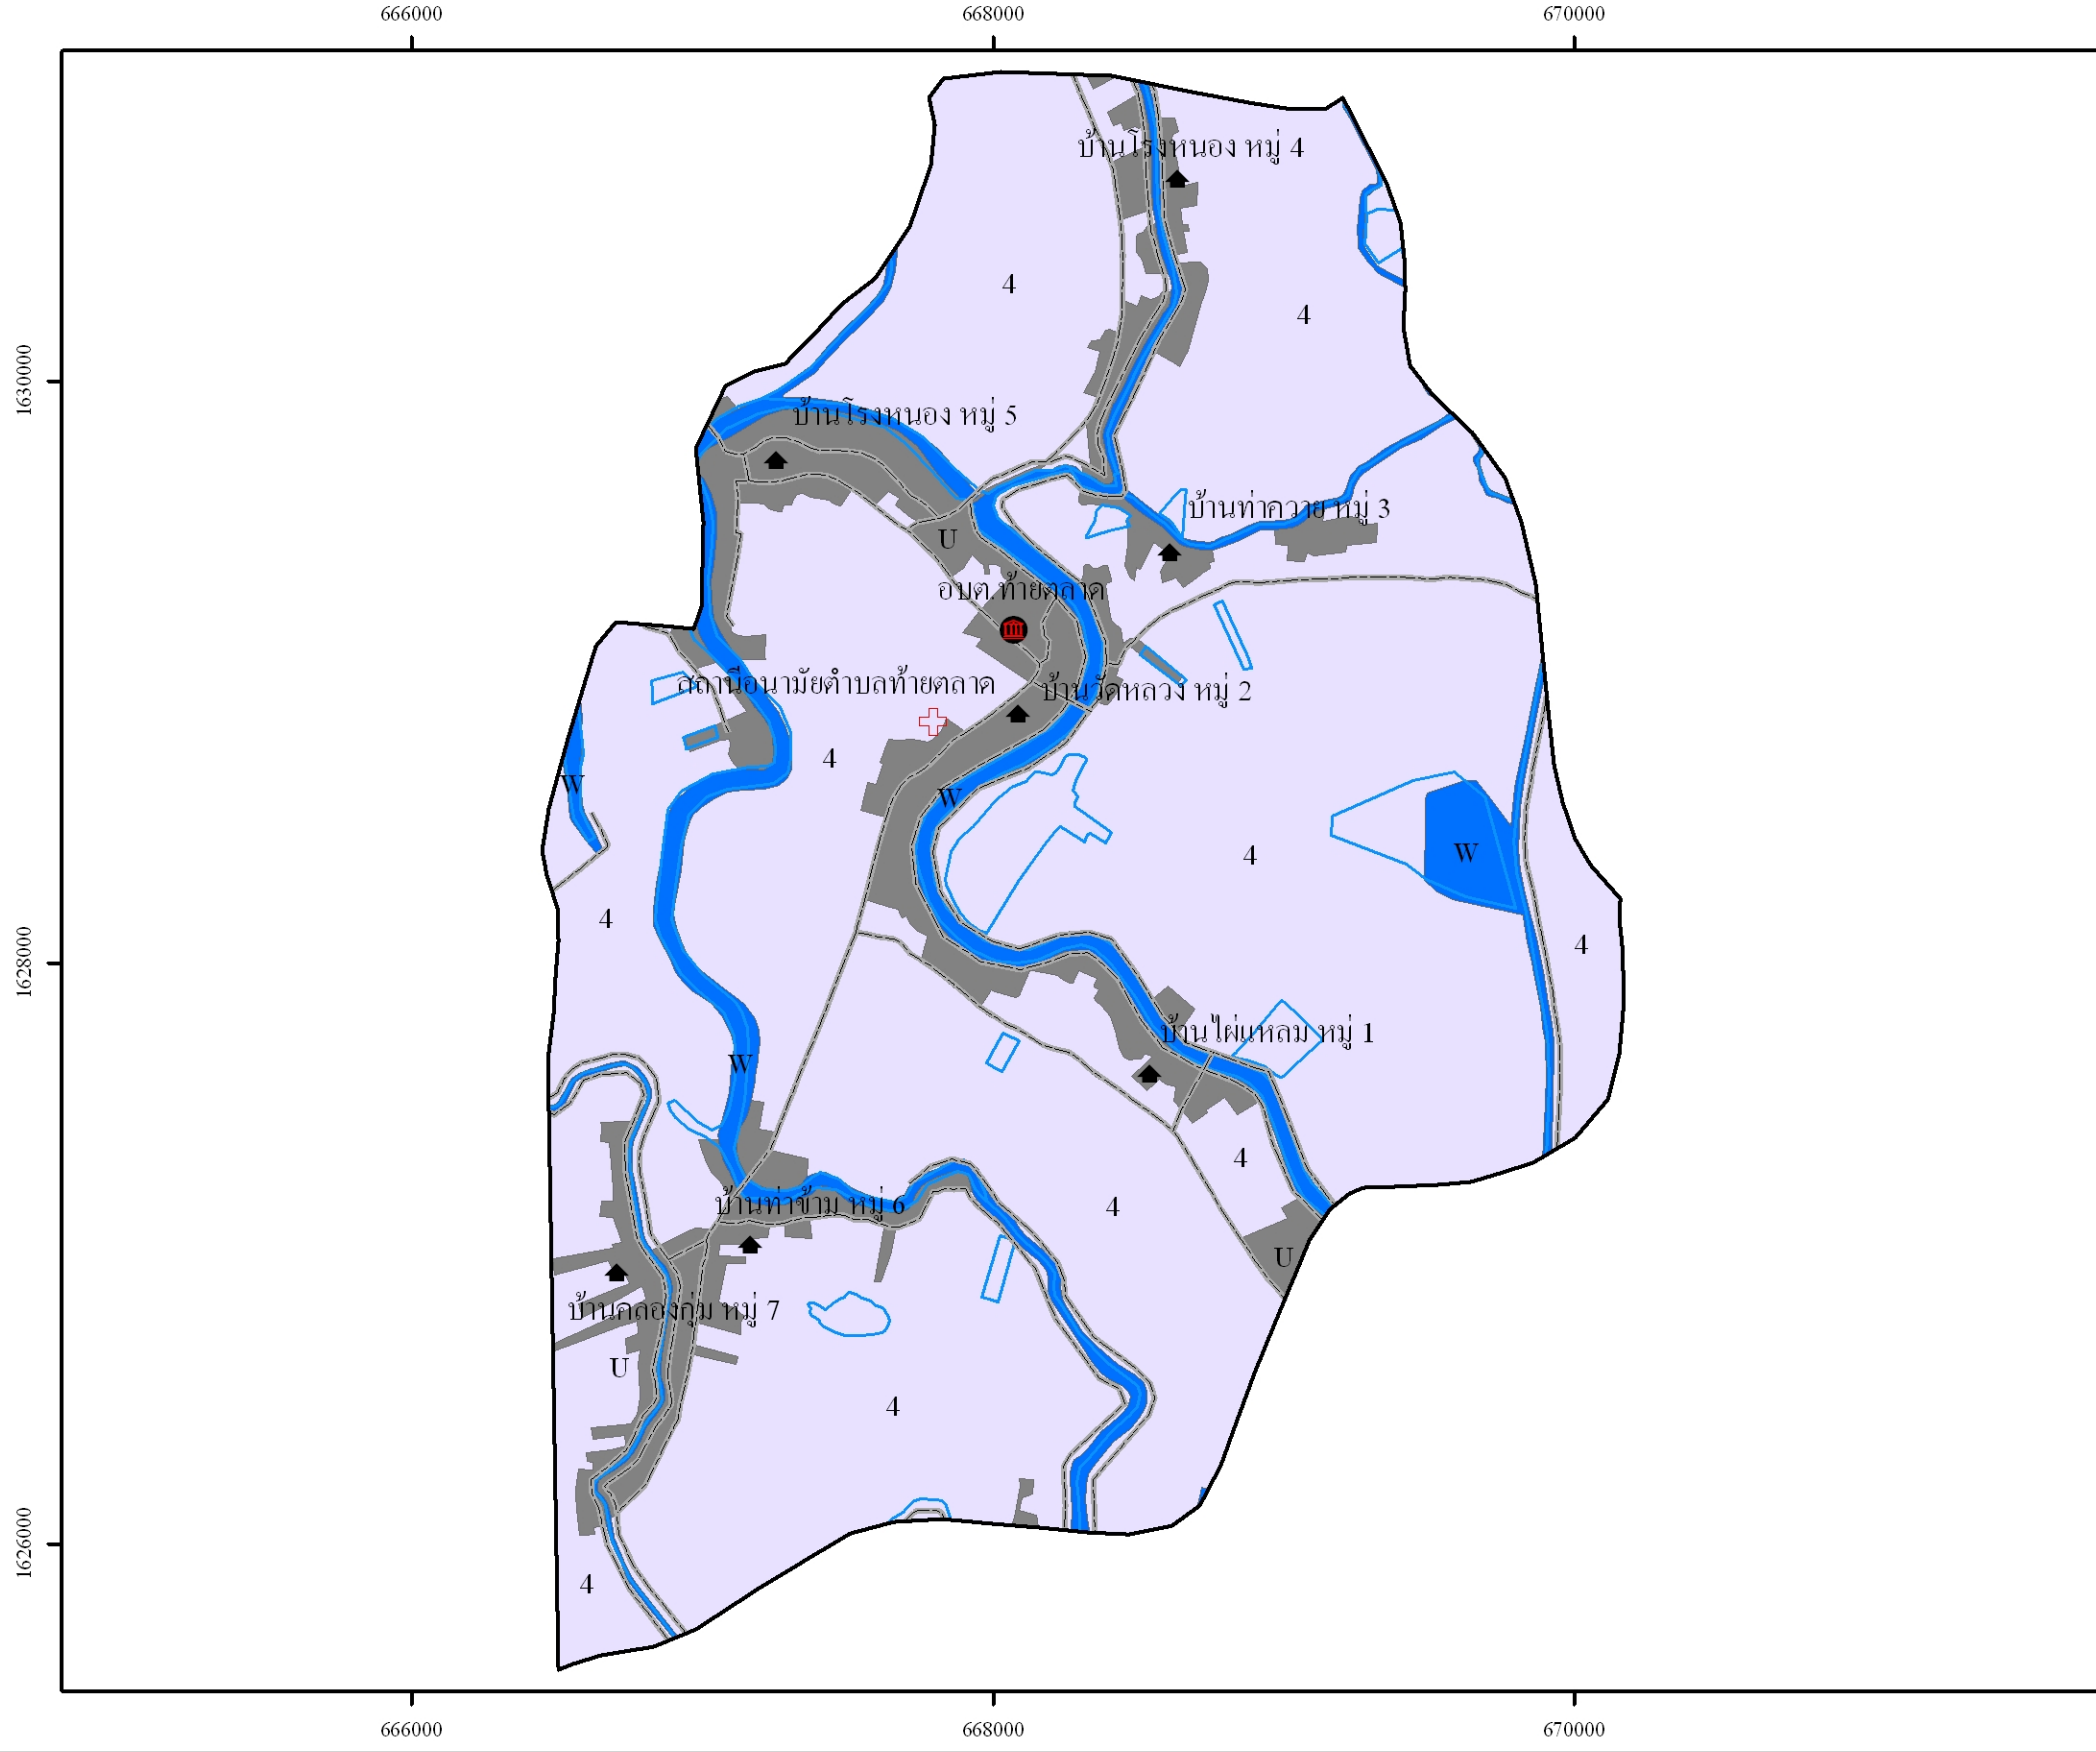 666000
668000
670000
บ้านโรงหนอง หมู่ 4
4
4
1630000
บ้านโรงหนอง หมู่ 5
บ้านท่าควาย หมู่ 3
U
อบต.ท้ายตลาด
สถานีอนามัยตำบลท้ายตลาด
บ้านวัดหลวง หมู่ 2
4
W
W
4
W
4
4
1628000
บ้านไผ่แหลม หมู่ 1
W
4
บ้านท่าข้าม หมู่ 6
4
U
บ้านคลองกุ่ม หมู่ 7
U
4
1626000
4
666000
668000
670000